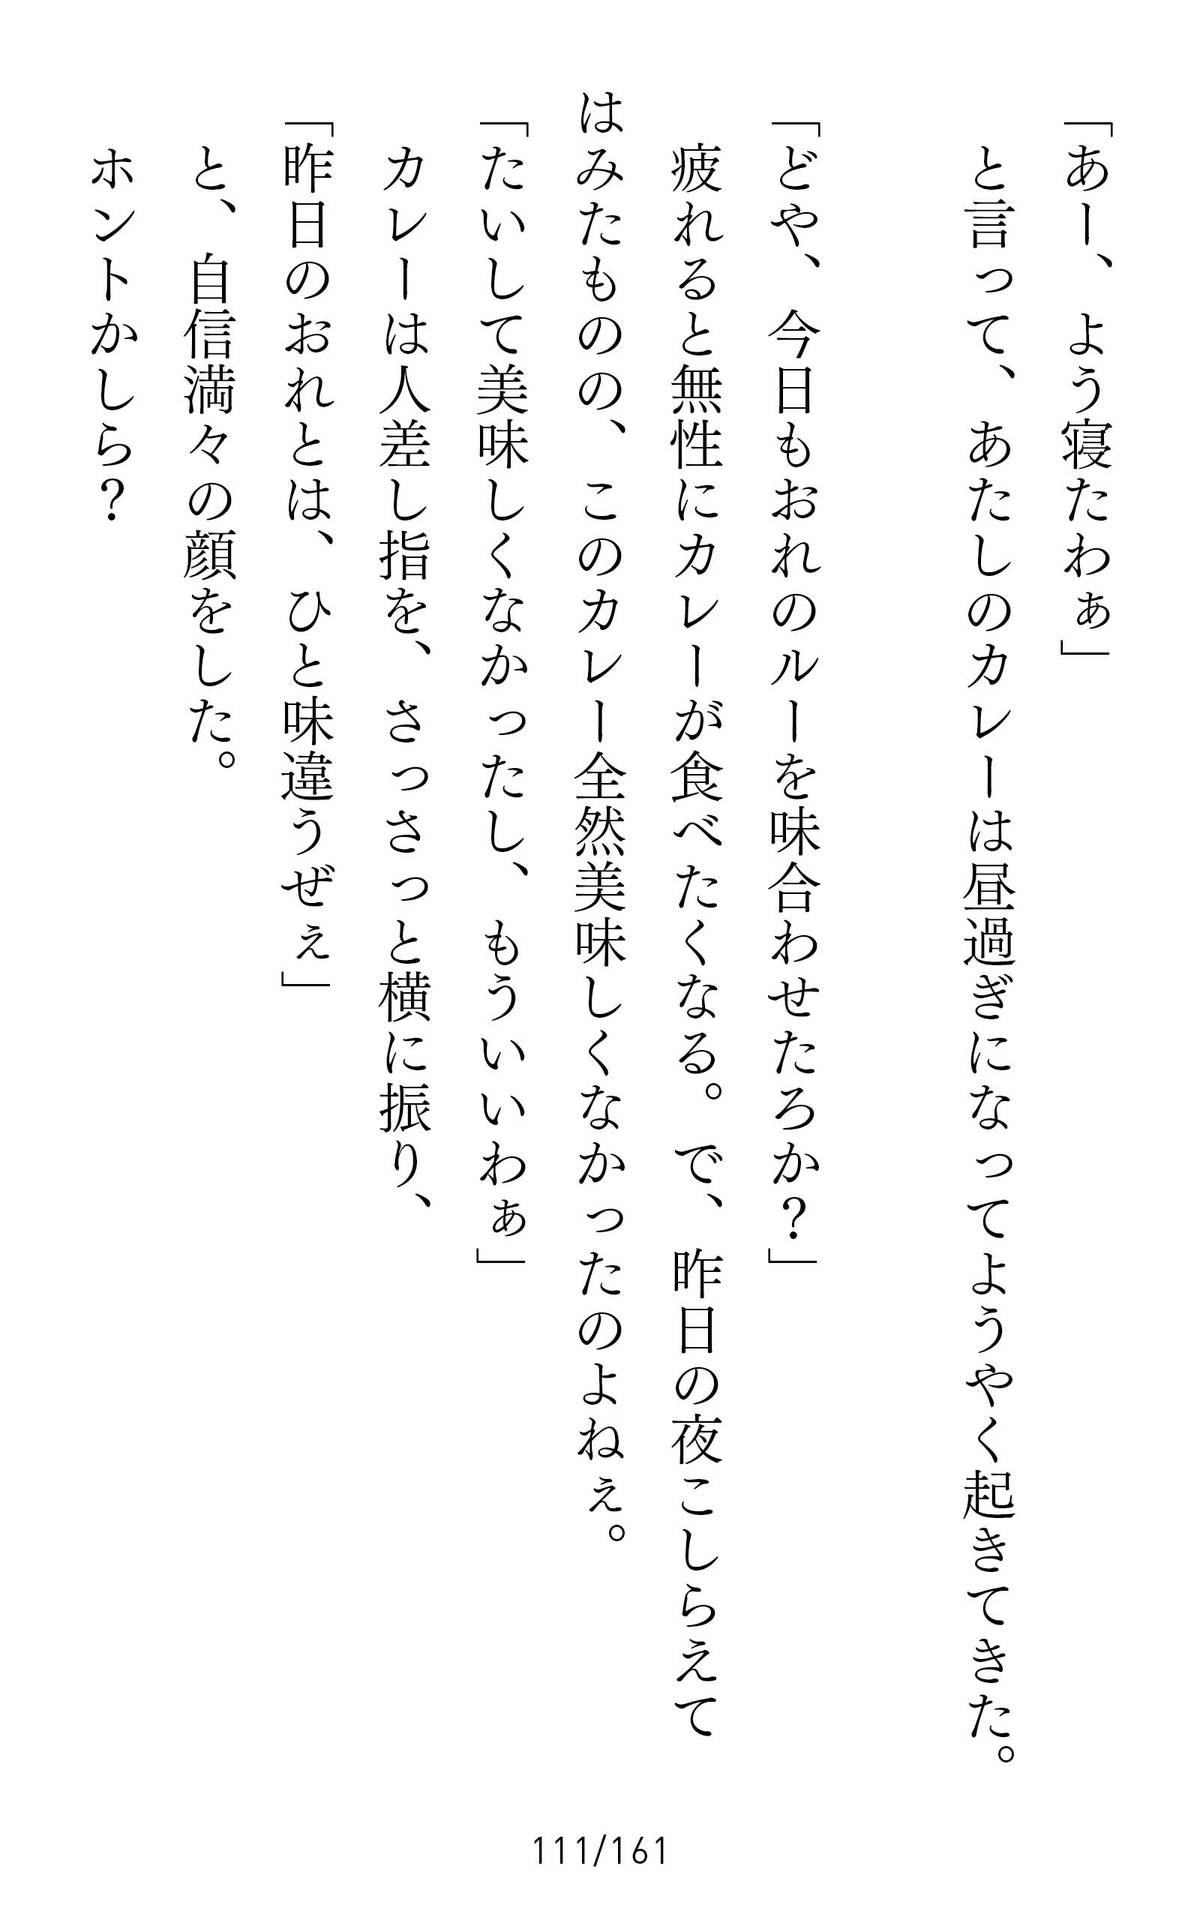 「あー、よう寝たわぁ」
と言って、あたしのカレーは昼過ぎになってようやく起きてきた。
「どや、今日もおれのルーを味合わせたろか？」
疲れると無性にカレーが食べたくなる。で、昨日の夜こしらえて
はみたものの、このカレー全然美味しくなかったのよねぇ。
「たいして美味しくなかったし、もういいわぁ」
カレーは人差し指を、さっさっと横に振り、
「昨日のおれとは、ひと味違うぜぇ」
と、自信満々の顔をした。
ホントかしら？
111/161